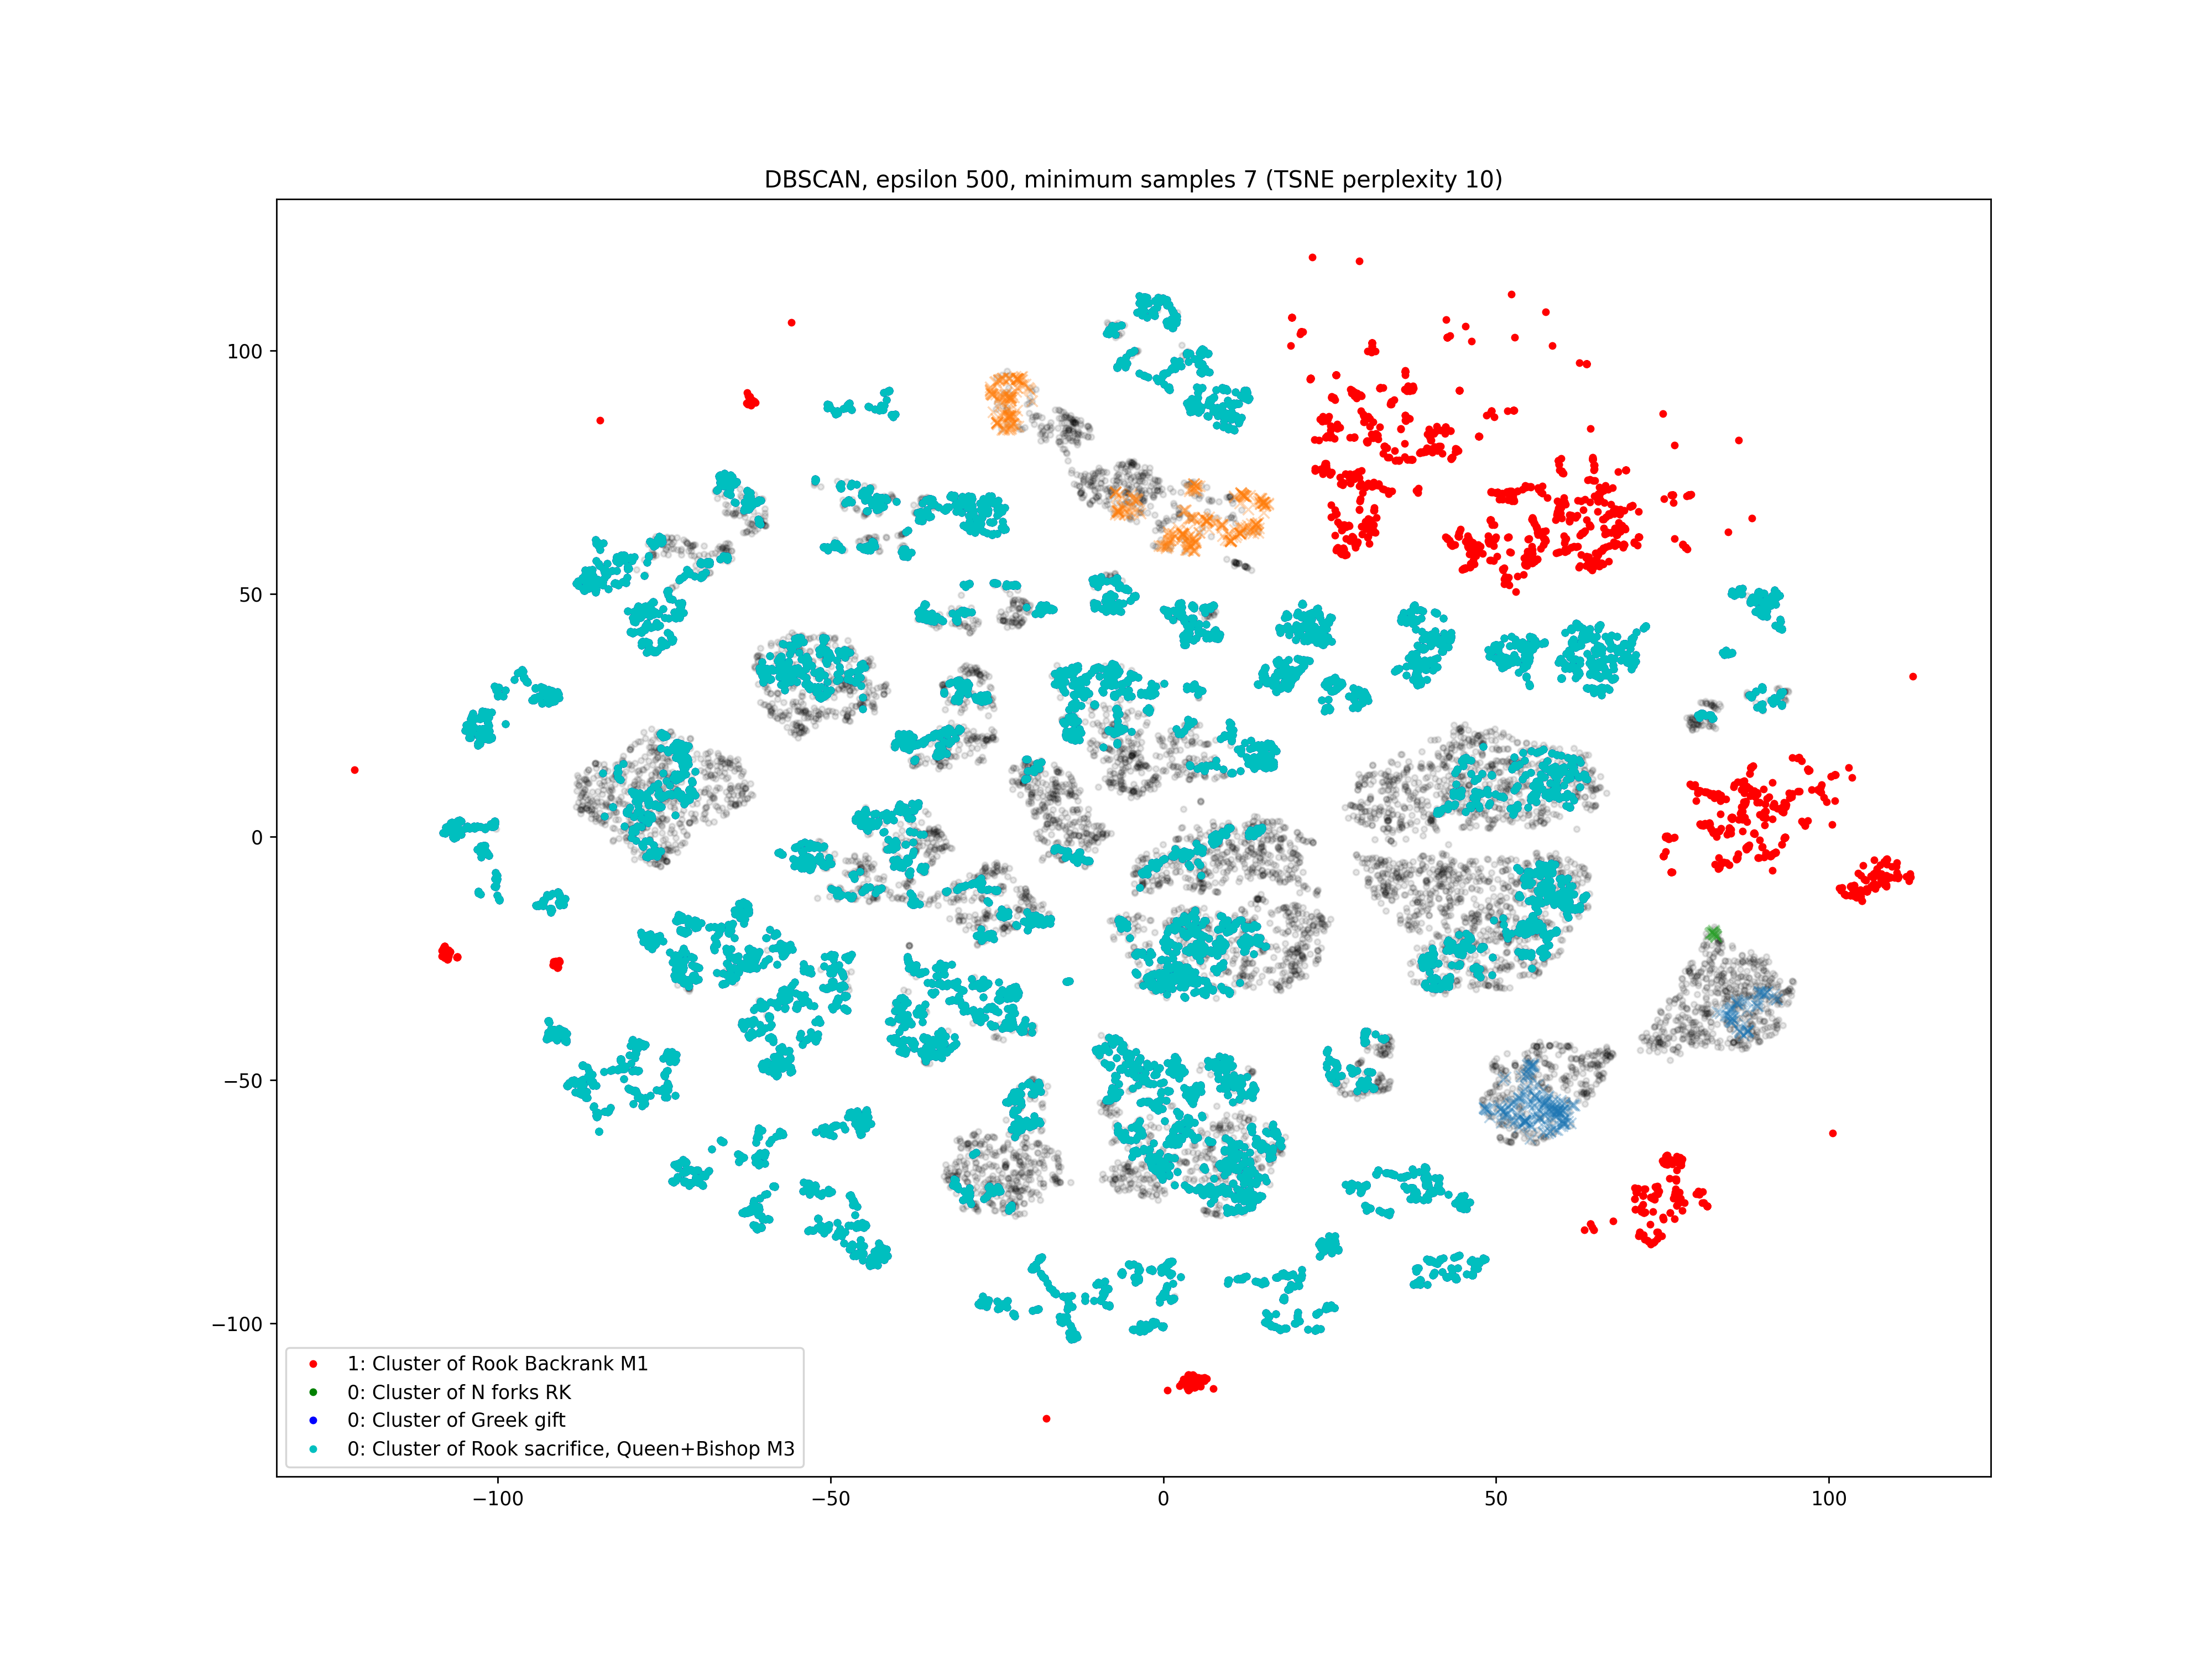 DBSCAN, epsilon 500, minimum samples 7 (TSNE perplexity 10)
100
50
0
−50
−100
1: Cluster of Rook Backrank M1
0: Cluster of N forks RK
0: Cluster of Greek gift
0: Cluster of Rook sacrifice, Queen+Bishop M3
−100 −50 0 50 100